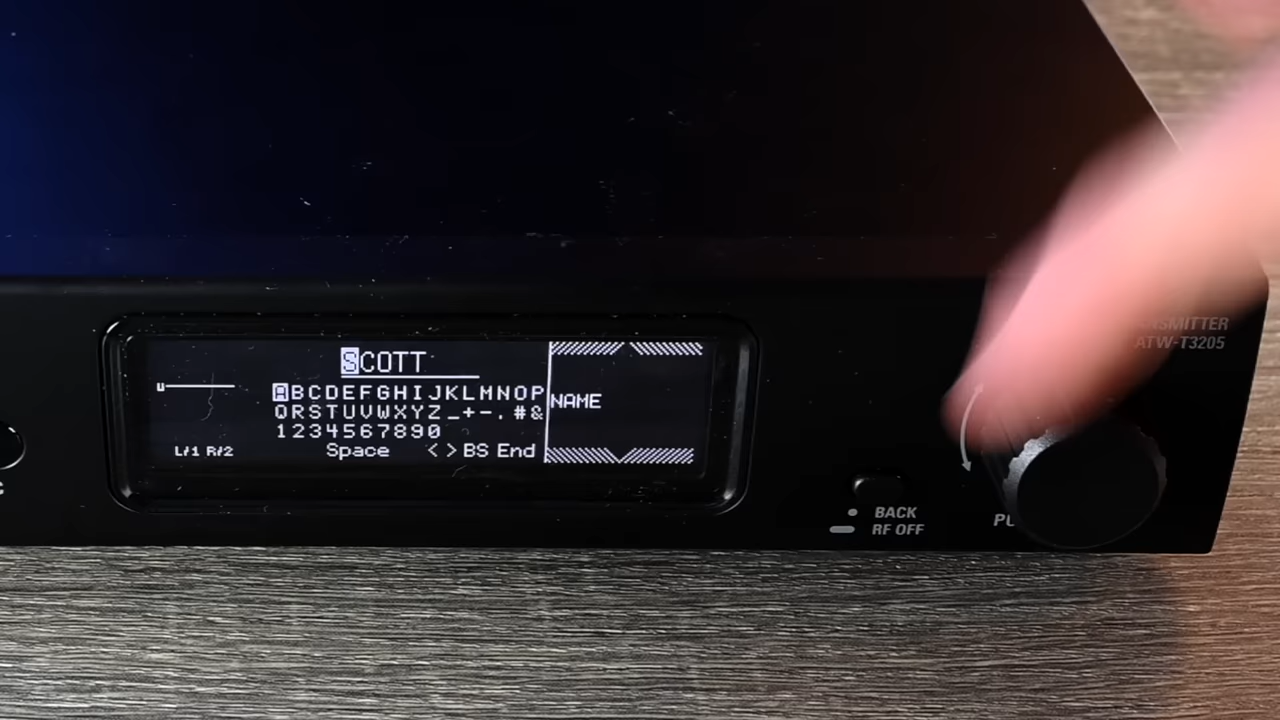 SCOTT
ABCDEFGHIJKLMNOP
QRSTUVWXYZ_+-.#&
1234567890
Space < > BS End
NAME
L/1 R/2
BACK
RF OFF
ATW-T3205